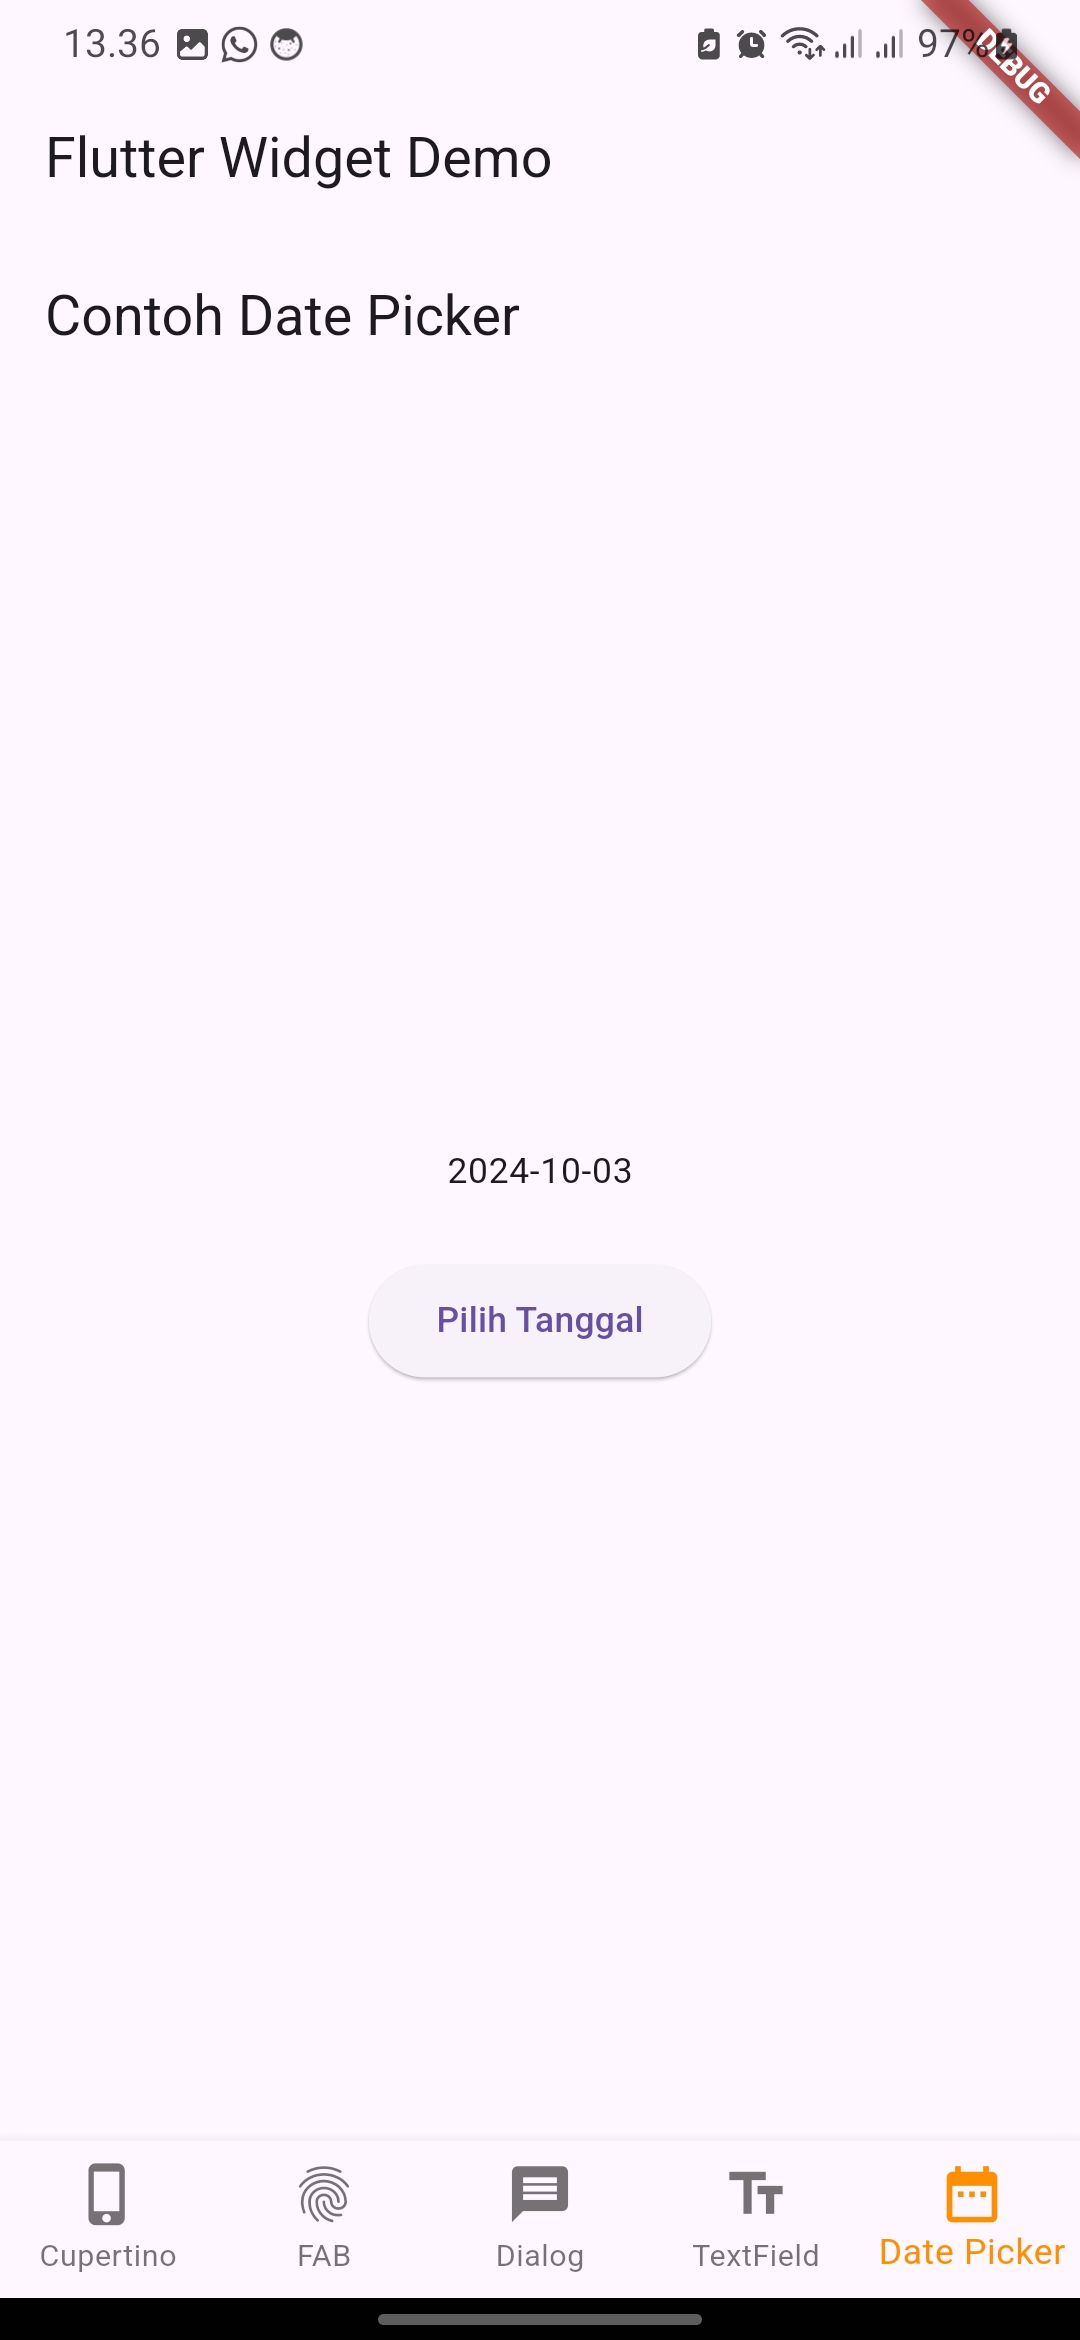 13.36 97%
DEBUG
Flutter Widget Demo
Contoh Date Picker
2024-10-03
Pilih Tanggal
Cupertino FAB Dialog TextField Date Picker